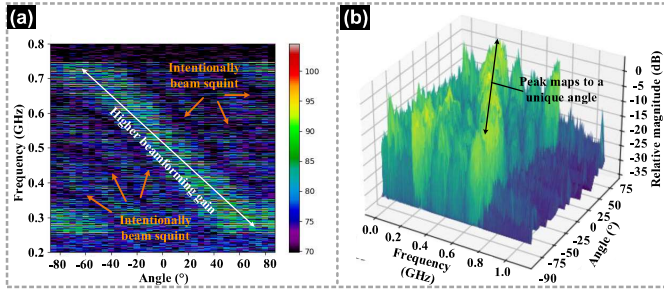 (a)
Frequency (GHz)
0.8
0.7
0.6
0.5
0.4
0.3
0.2
Intentionally
beam squint
Higher beamforming gain
Intentionally
beam squint
-80 -60 -40 -20 0 20 40 60 80
Angle (°)
100
95
90
85
80
75
70
(b)
Peak maps to a
unique angle
Relative magnitude (dB)
0
-5
-10
-15
-20
-25
-30
-35
0.0 0.2 0.4 0.6 0.8 1.0
Frequency
(GHz)
-90
-75
-50
-25
0
25
50
75
Angle (°)